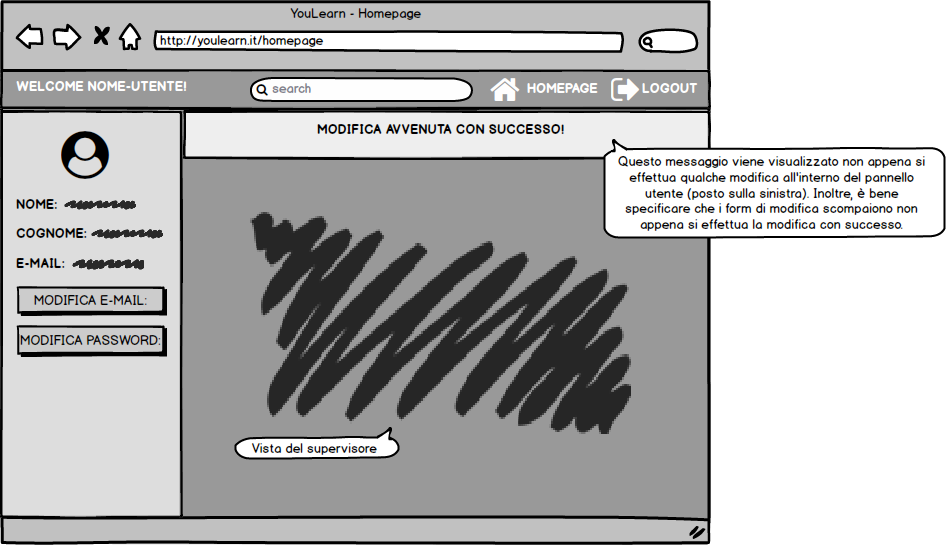 YouLearn - Homepage
http://youlearn.it/homepage
WELCOME NOME-UTENTE!
search
HOMEPAGE
LOGOUT
MODIFICA AVVENUTA CON SUCCESSO!
Questo messaggio viene visualizzato non appena si
effettua qualche modifica all'interno del pannello
utente (posto sulla sinistra). Inoltre, è bene
specificare che i form di modifica scompaiono non
appena si effettua la modifica con successo.
NOME:
COGNOME:
E-MAIL:
MODIFICA E-MAIL:
MODIFICA PASSWORD:
Vista del supervisore